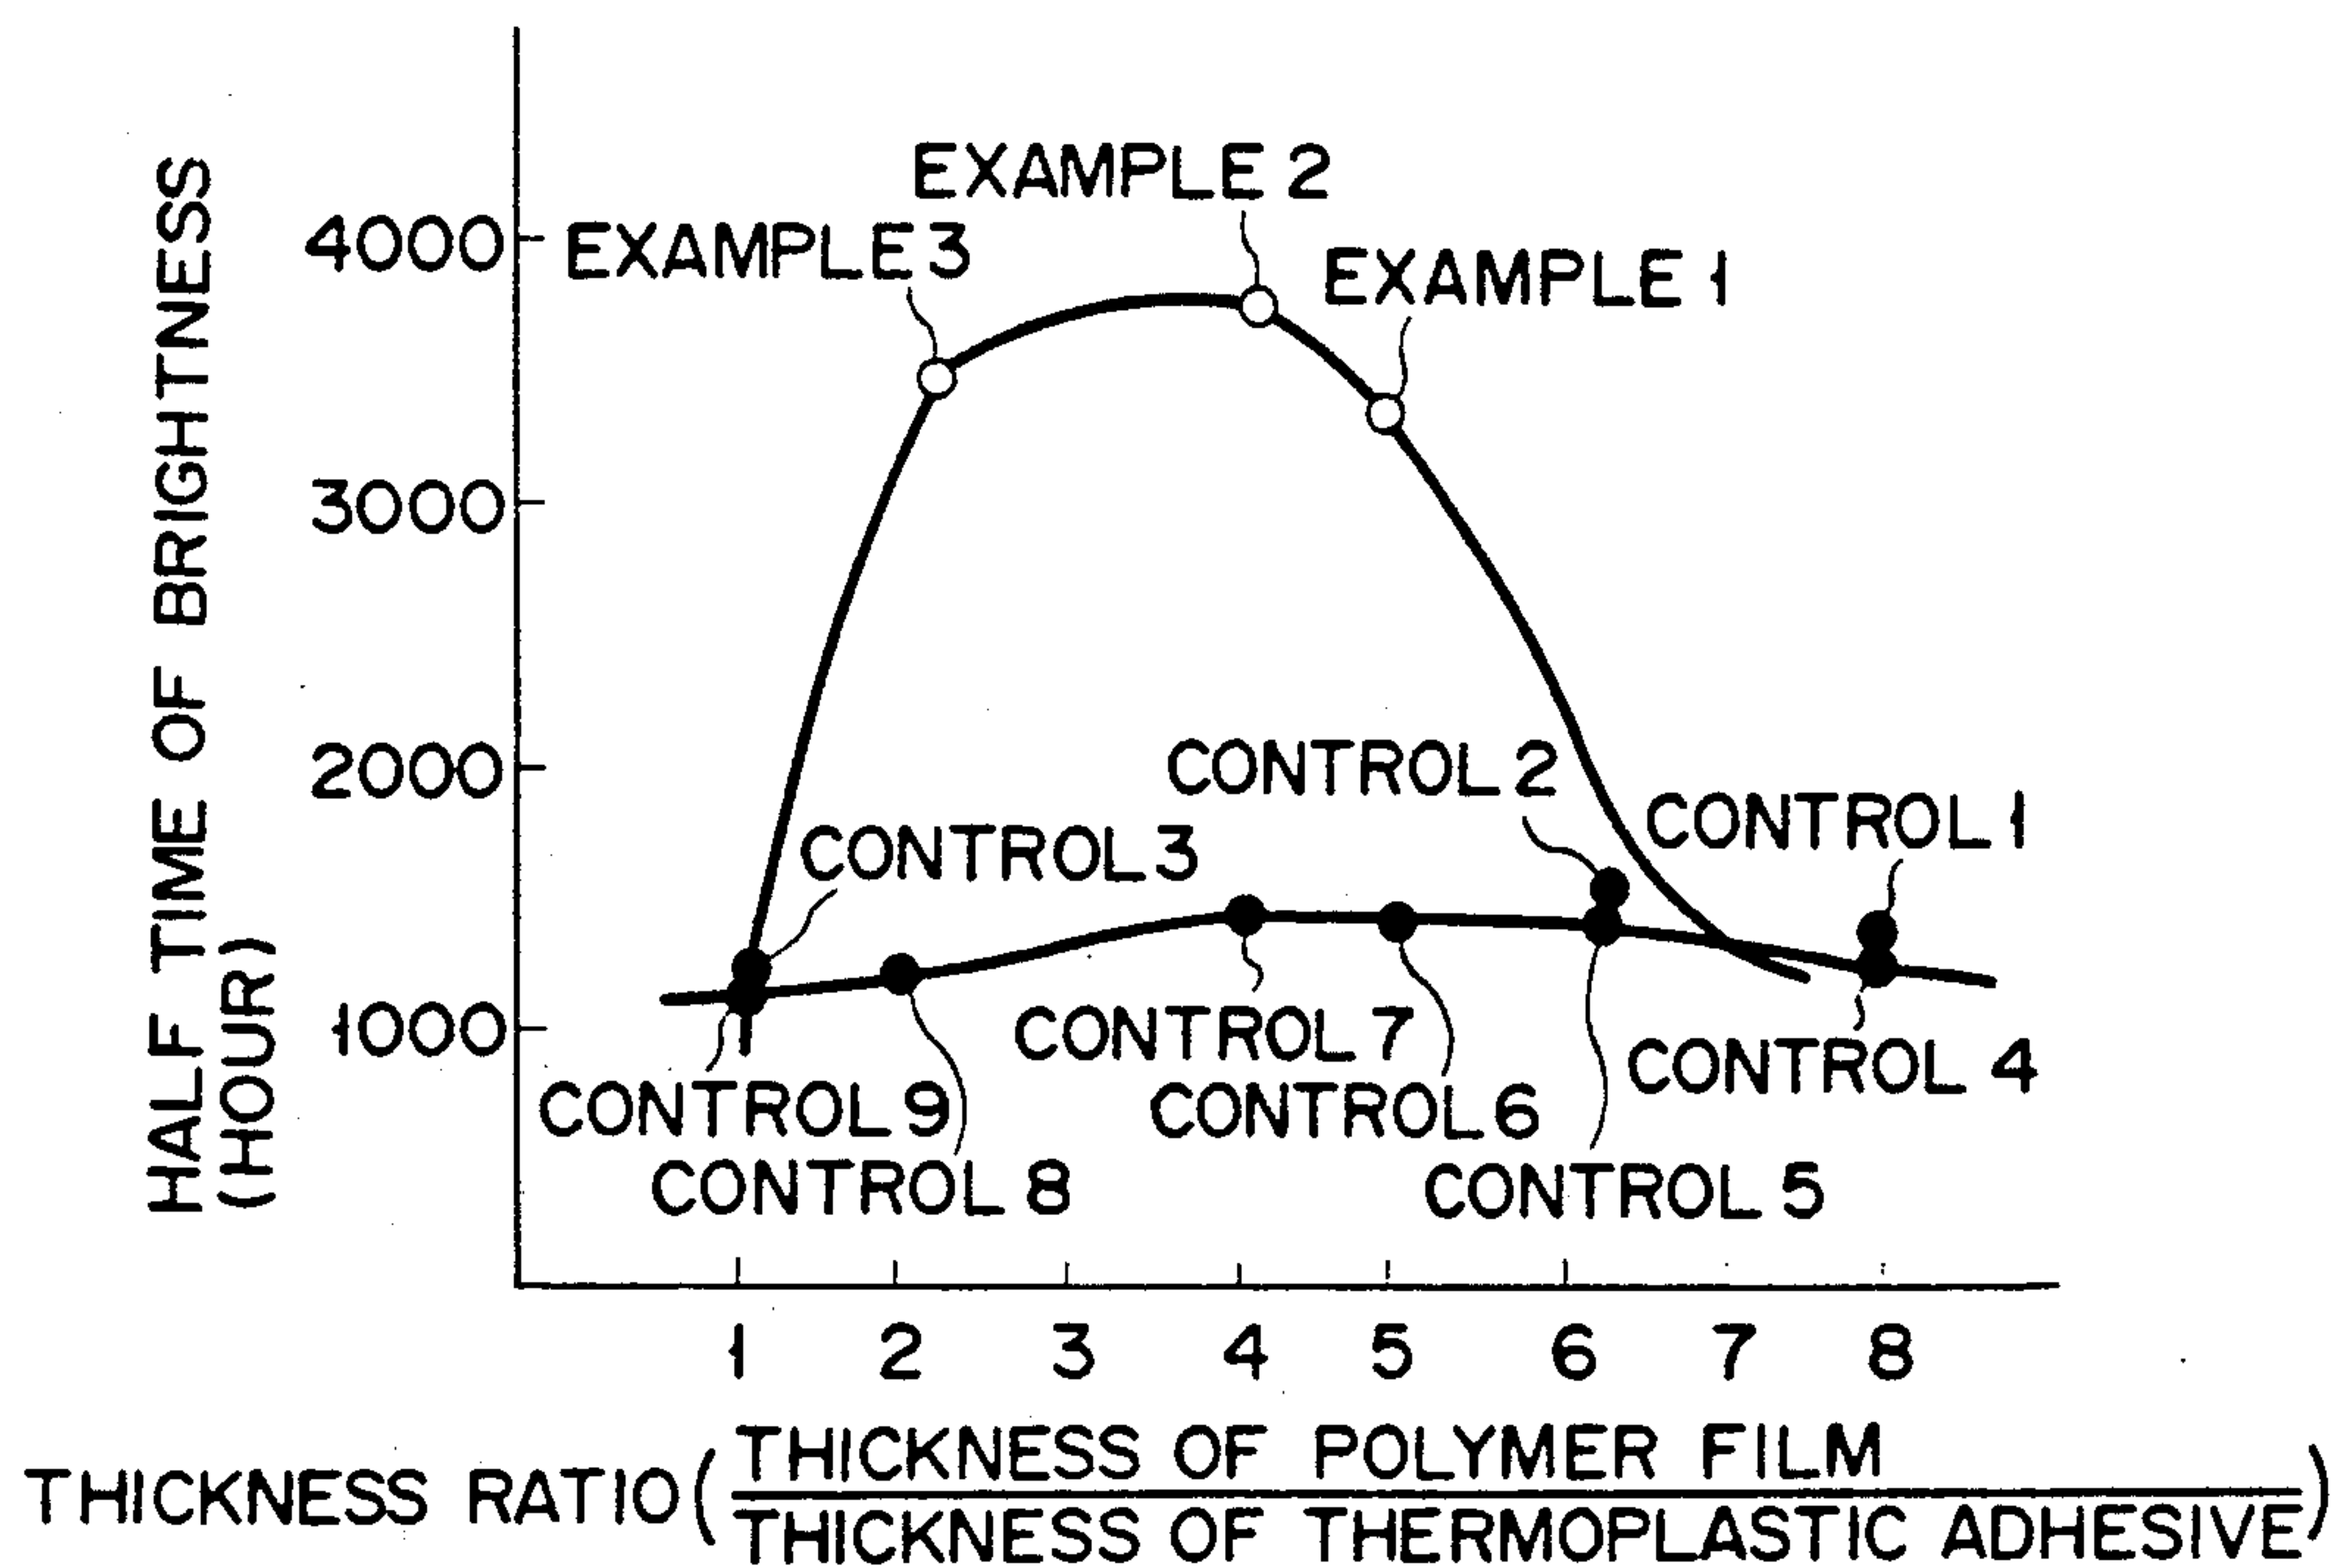 HALF TIME OF BRIGHTNESS
(HOUR)
4000
3000
2000
1000
EXAMPLE 2
EXAMPLE 3
EXAMPLE 1
CONTROL 2
CONTROL 1
CONTROL 3
CONTROL 7
CONTROL 4
CONTROL 9
CONTROL 6
CONTROL 8
CONTROL 5
1 2 3 4 5 6 7 8
THICKNESS RATIO (THICKNESS OF POLYMER FILM
THICKNESS OF THERMOPLASTIC ADHESIVE)